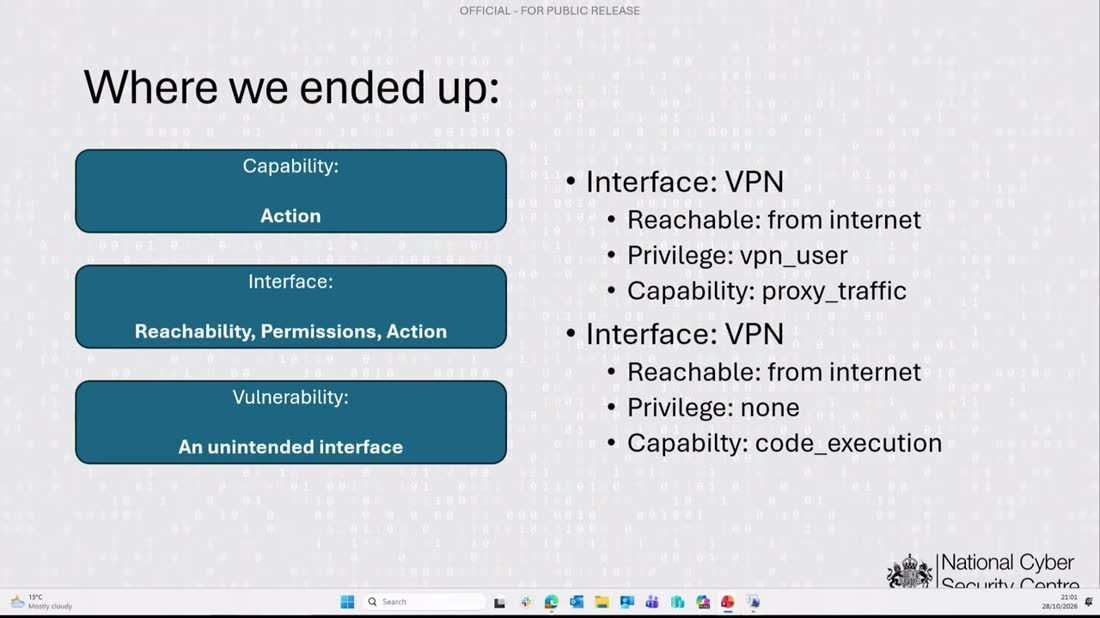 OFFICIAL - FOR PUBLIC RELEASE
Where we ended up:
Capability:
Action
Interface:
Reachability, Permissions, Action
Vulnerability:
An unintended interface
• Interface: VPN
• Reachable: from internet
• Privilege: vpn_user
• Capability: proxy_traffic
• Interface: VPN
• Reachable: from internet
• Privilege: none
• Capabilty: code_execution
National Cyber
Security Centre
13°C
Mostly cloudy
Search
21:01
28/10/2026